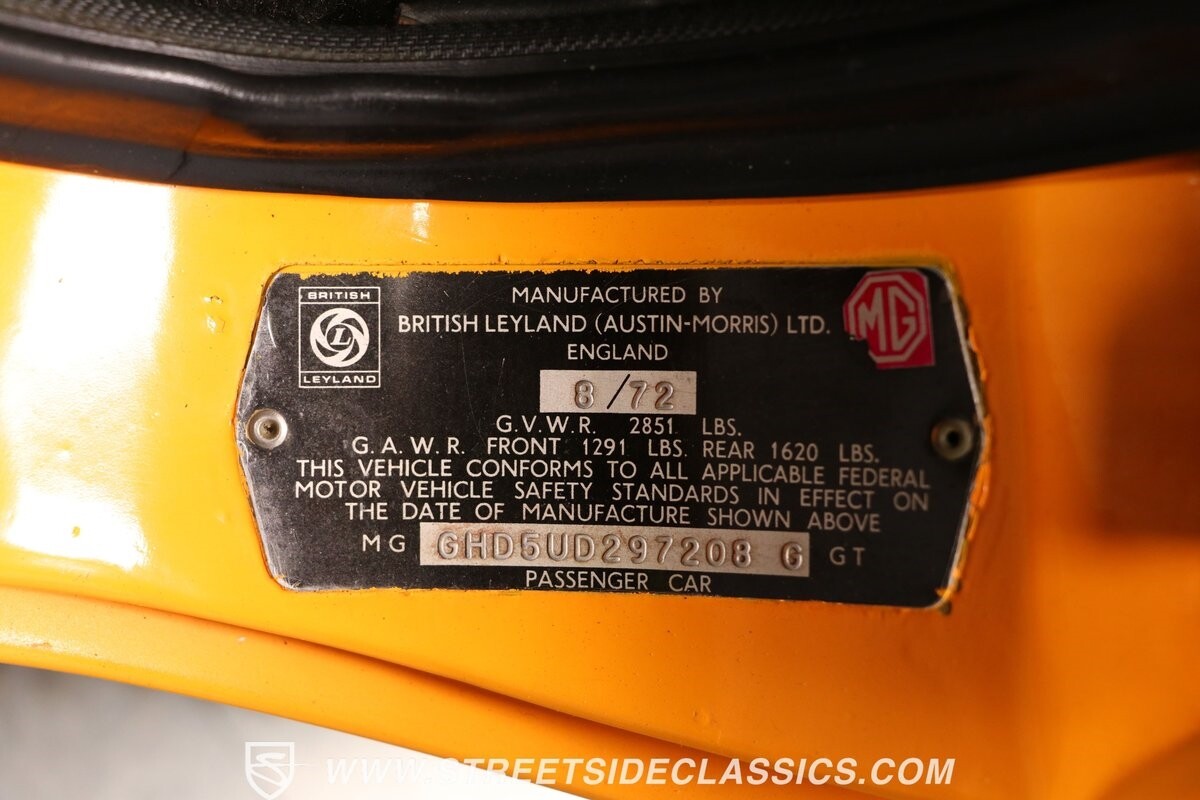 BRITISH
LEYLAND
MANUFACTURED BY
BRITISH LEYLAND (AUSTIN-MORRIS) LTD.
ENGLAND
MG
8/72
G.V.W.R. 2851 LBS.
G.A.W.R. FRONT 1291 LBS. REAR 1620 LBS.
THIS VEHICLE CONFORMS TO ALL APPLICABLE FEDERAL
MOTOR VEHICLE SAFETY STANDARDS IN EFFECT ON
THE DATE OF MANUFACTURE SHOWN ABOVE
MG GHD5UD297208 G GT
PASSENGER CAR
WWW.STREETSIDECLASSICS.COM